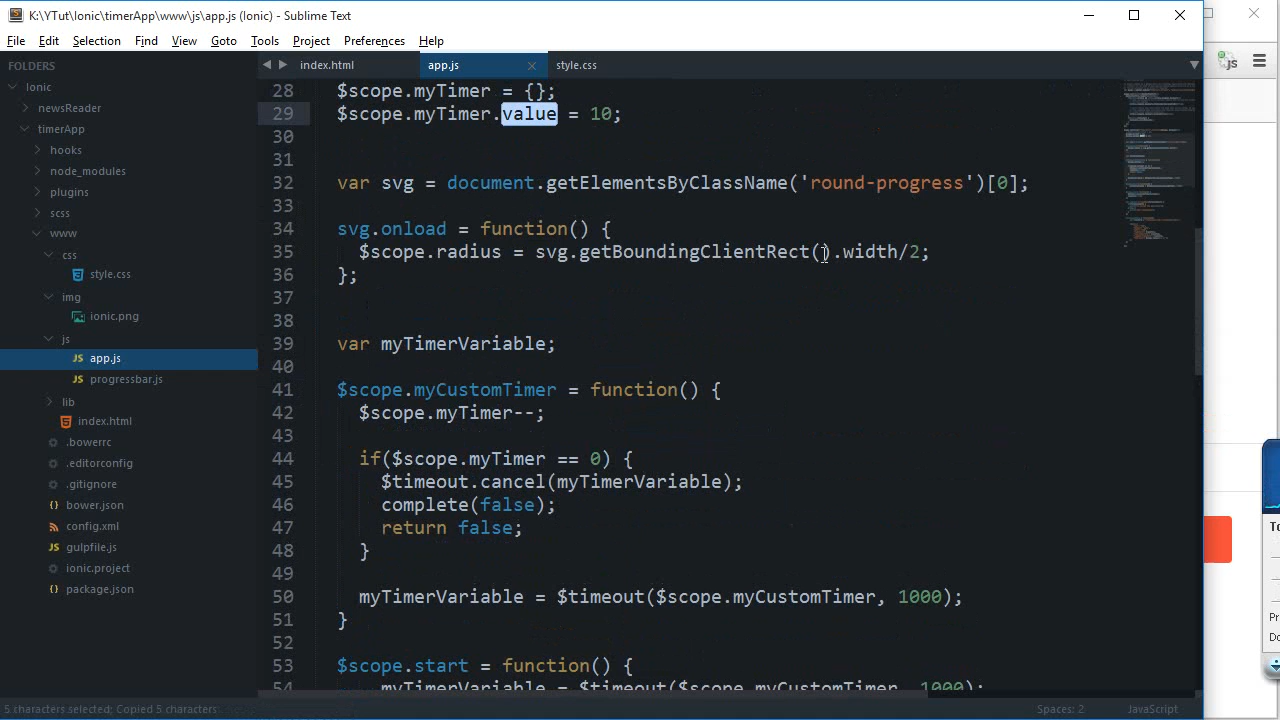 K:\YTut\Ionic\timerApp\www\js\app.js (Ionic) - Sublime Text
File Edit Selection Find View Goto Tools Project Preferences Help
FOLDERS
Ionic
newsReader
timerApp
hooks
node_modules
plugins
scss
www
css
style.css
img
ionic.png
js
app.js
progressbar.js
lib
index.html
.bowerrc
.editorconfig
.gitignore
bower.json
config.xml
gulpfile.js
ionic.project
package.json
index.html app.js style.css
28 $scope.myTimer = {};
29 $scope.myTimer.value = 10;
30
31
32 var svg = document.getElementsByClassName('round-progress')[0];
33
34 svg.onload = function() {
35 $scope.radius = svg.getBoundingClientRect().width/2;
36 };
37
38
39 var myTimerVariable;
40
41 $scope.myCustomTimer = function() {
42 $scope.myTimer--;
43
44 if($scope.myTimer == 0) {
45 $timeout.cancel(myTimerVariable);
46 complete(false);
47 return false;
48 }
49
50 myTimerVariable = $timeout($scope.myCustomTimer, 1000);
51 }
52
53 $scope.start = function() {
54 myTimerVariable = $timeout($scope.myCustomTimer, 1000);
5 characters selected; Copied 5 characters
Spaces: 2
JavaScript